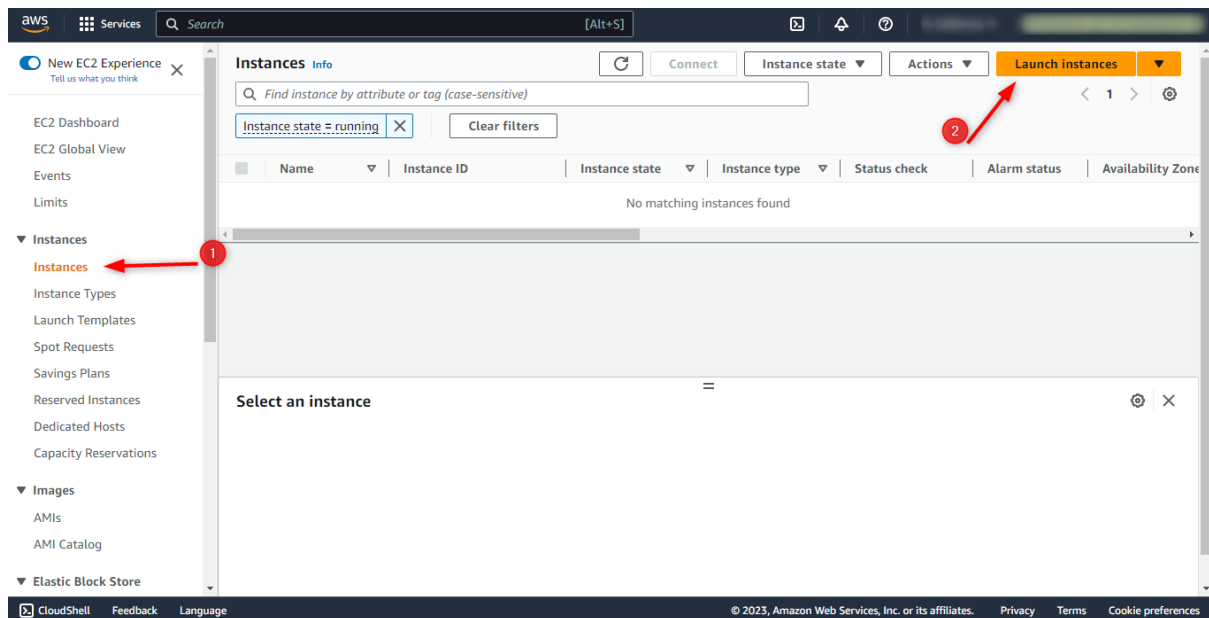 aws Services Search [Alt+S]
New EC2 Experience
Tell us what you think
EC2 Dashboard
EC2 Global View
Events
Limits
Instances
Instances
Instance Types
Launch Templates
Spot Requests
Savings Plans
Reserved Instances
Dedicated Hosts
Capacity Reservations
Images
AMIs
AMI Catalog
Elastic Block Store
Instances Info Connect Instance state Actions Launch instances
Find instance by attribute or tag (case-sensitive) 1
Instance state = running Clear filters
2
Name Instance ID Instance state Instance type Status check Alarm status Availability Zone
No matching instances found
1
Select an instance
CloudShell Feedback Language © 2023, Amazon Web Services, Inc. or its affiliates. Privacy Terms Cookie preferences